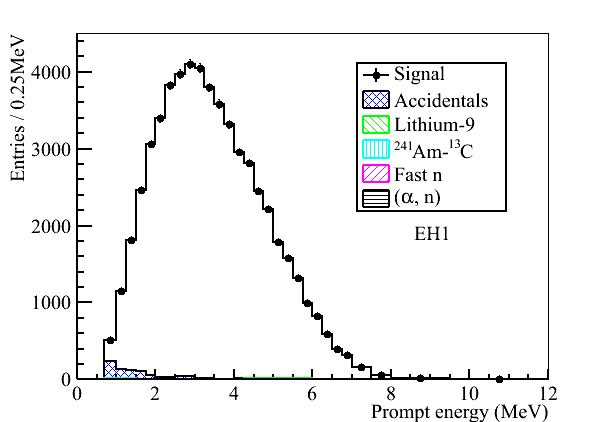 Entries / 0.25MeV
4000
3000
2000
1000
0
Signal
Accidentals
Lithium-9
²⁴¹Am-¹³C
Fast n
(α, n)
EH1
0 2 4 6 8 10 12
Prompt energy (MeV)